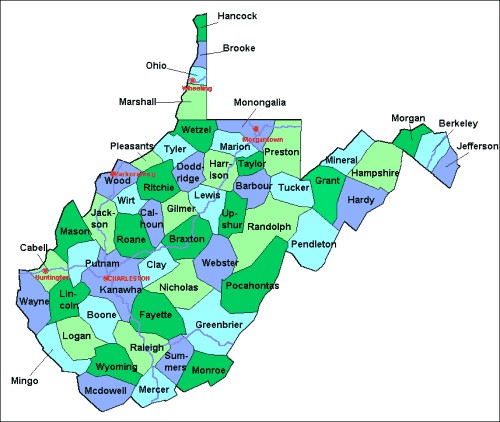 Hancock
Brooke
Ohio
Wheeling
Marshall
Monongalia
Morgan
Berkeley
Wetzel
Morgantown
Jefferson
Pleasants
Tyler
Marion
Preston
Mineral
Hampshire
Parkersburg
Wood
Dodd-
ridge
Harr-
ison
Taylor
Ritchie
Barbour
Tucker
Grant
Hardy
Wirt
Lewis
Jack-
son
Cal-
houn
Gilmer
Up-
shur
Randolph
Mason
Roane
Braxton
Pendleton
Cabell
Putnam
Clay
Webster
Huntington
CHARLESTON
Kanawha
Nicholas
Pocahontas
Wayne
Lin-
coln
Boone
Fayette
Greenbrier
Logan
Raleigh
Sum-
mers
Mingo
Wyoming
Monroe
Mcdowell
Mercer